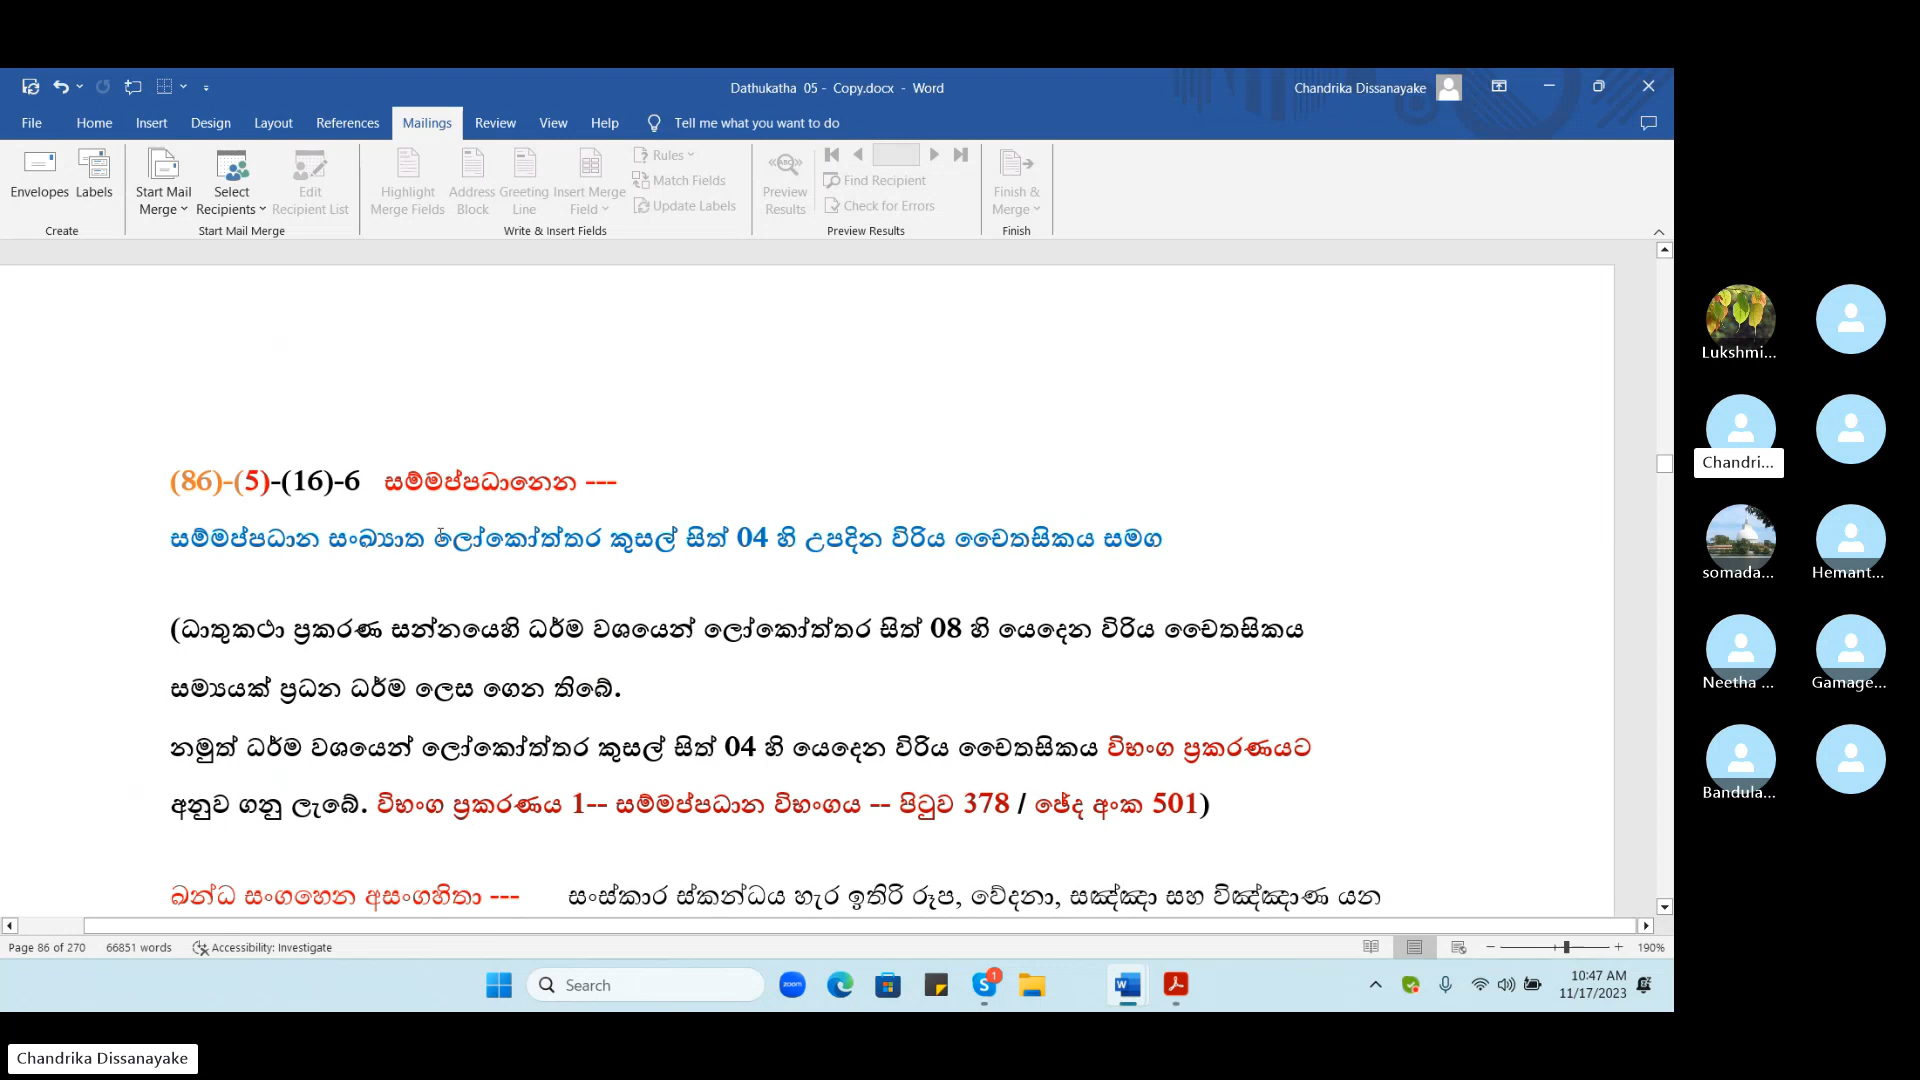 Dathukatha 05 - Copy.docx - Word
Chandrika Dissanayake
File Home Insert Design Layout References Mailings Review View Help Tell me what you want to do
Envelopes Labels
Create
Start Mail Merge
Select Recipients
Edit Recipient List
Start Mail Merge
Highlight Merge Fields
Address Block
Greeting Line
Insert Merge Field
Rules
Match Fields
Update Labels
Write & Insert Fields
ABC
Preview Results
Find Recipient
Check for Errors
Preview Results
Finish & Merge
Finish
(86)-(5)-(16)-6 සම්මප්පධානෙන ---
සම්මප්පධාන සංඛ්‍යාත ලෝකෝත්තර කුසල් සිත් 04 හි උපදින විරිය චෛතසිකය සමග
(ධාතුකථා ප්‍රකරණ සන්නයෙහි ධර්ම වශයෙන් ලෝකෝත්තර සිත් 08 හි යෙදෙන විරිය චෛතසිකය
සම්‍යයක් ප්‍රධන ධර්ම ලෙස ගෙන තිබේ.
නමුත් ධර්ම වශයෙන් ලෝකෝත්තර කුසල් සිත් 04 හි යෙදෙන විරිය චෛතසිකය විභංග ප්‍රකරණයට
අනුව ගනු ලැබේ. විභංග ප්‍රකරණය 1-- සම්මප්පධාන විභංගය -- පිටුව 378 / ඡේද අංක 501)
ඛන්ධ සංගහෙන අසංගහිතා --- සංස්කාර ස්කන්ධය හැර ඉතිරි රූප, වේදනා, සඤ්ඤා සහ විඤ්ඤාණ යන
Page 86 of 270 66851 words Accessibility: Investigate 190%
Search
zoom
1
10:47 AM
11/17/2023
Lukshmi...
Chandri...
somada...
Hemant...
Neetha ...
Gamage...
Bandula...
Chandrika Dissanayake